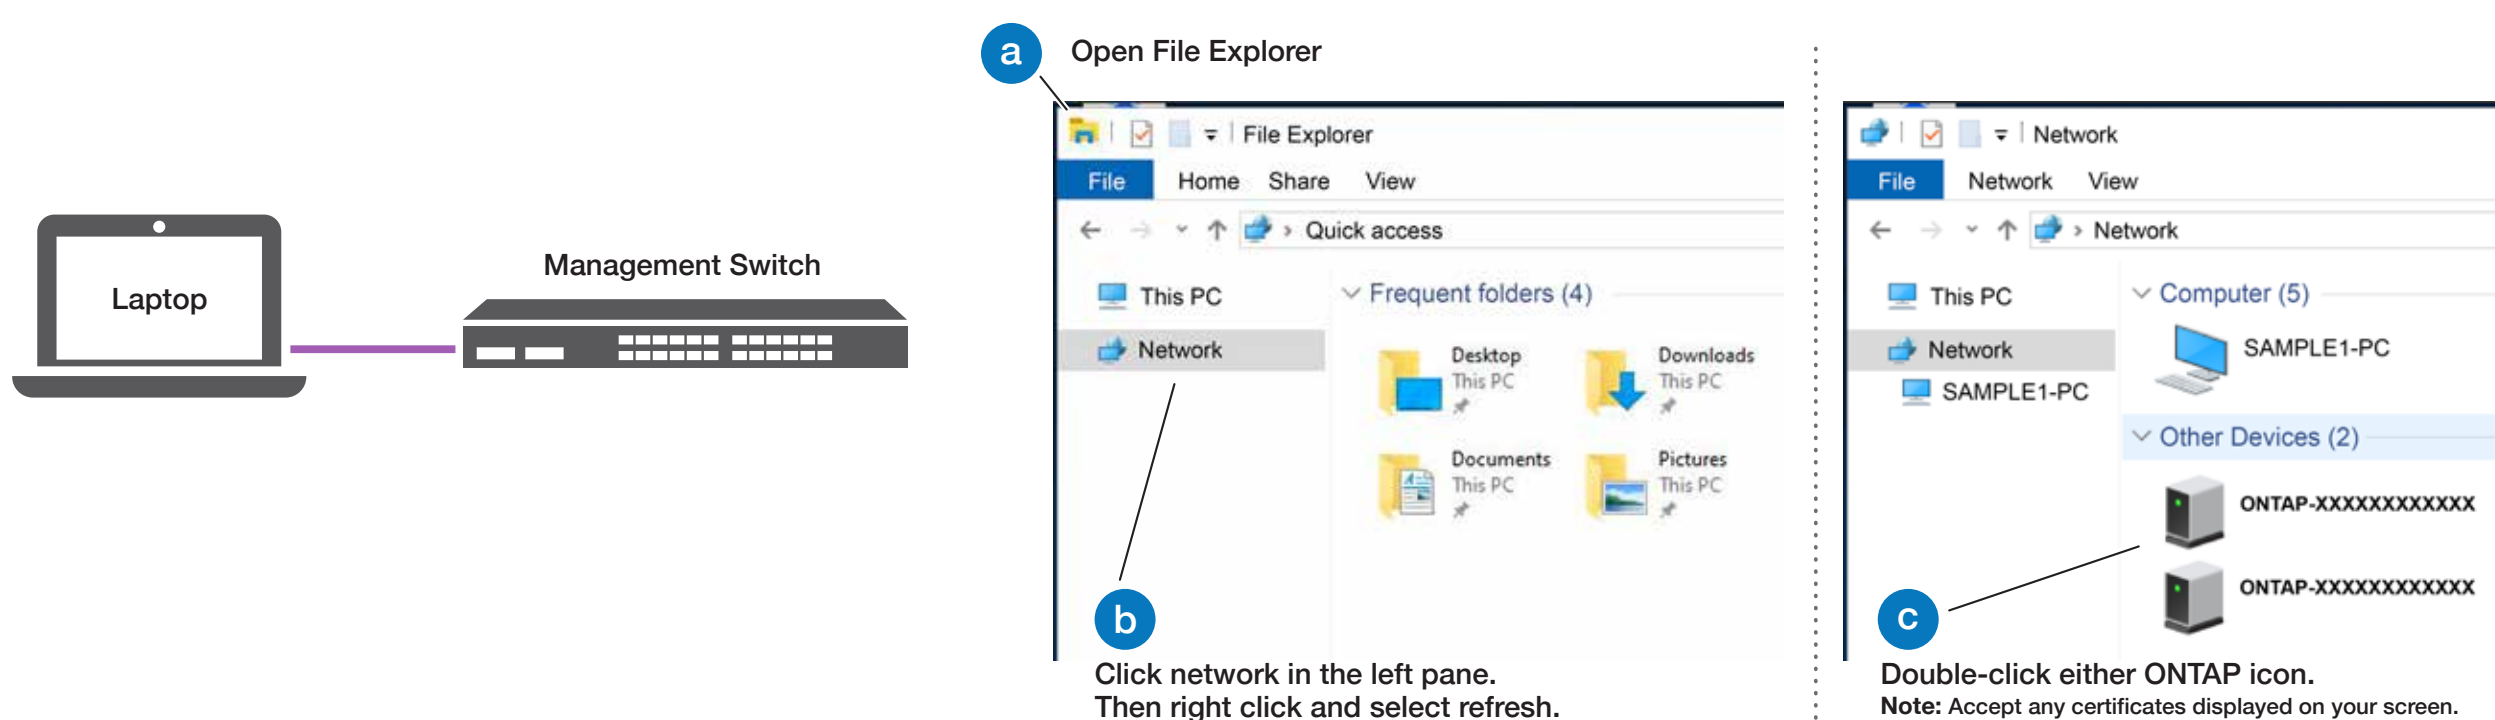 Laptop
Management Switch
a
Open File Explorer
File Explorer
File Home Share View
Quick access
This PC
Network
Frequent folders (4)
Desktop
This PC
Downloads
This PC
Documents
This PC
Pictures
This PC
b
Click network in the left pane.
Then right click and select refresh.
Network
File Network View
Network
This PC
Network
SAMPLE1-PC
Computer (5)
SAMPLE1-PC
Other Devices (2)
ONTAP-XXXXXXXXXXXX
ONTAP-XXXXXXXXXXXX
c
Double-click either ONTAP icon.
Note: Accept any certificates displayed on your screen.